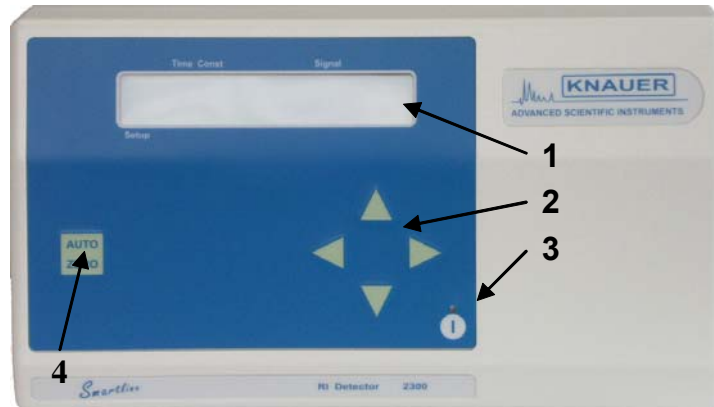 Time Const Signal
KNAUER
ADVANCED SCIENTIFIC INSTRUMENTS
Setup
1
2
3
AUTO
ZERO
I
4
Smartline
RI Detector 2300